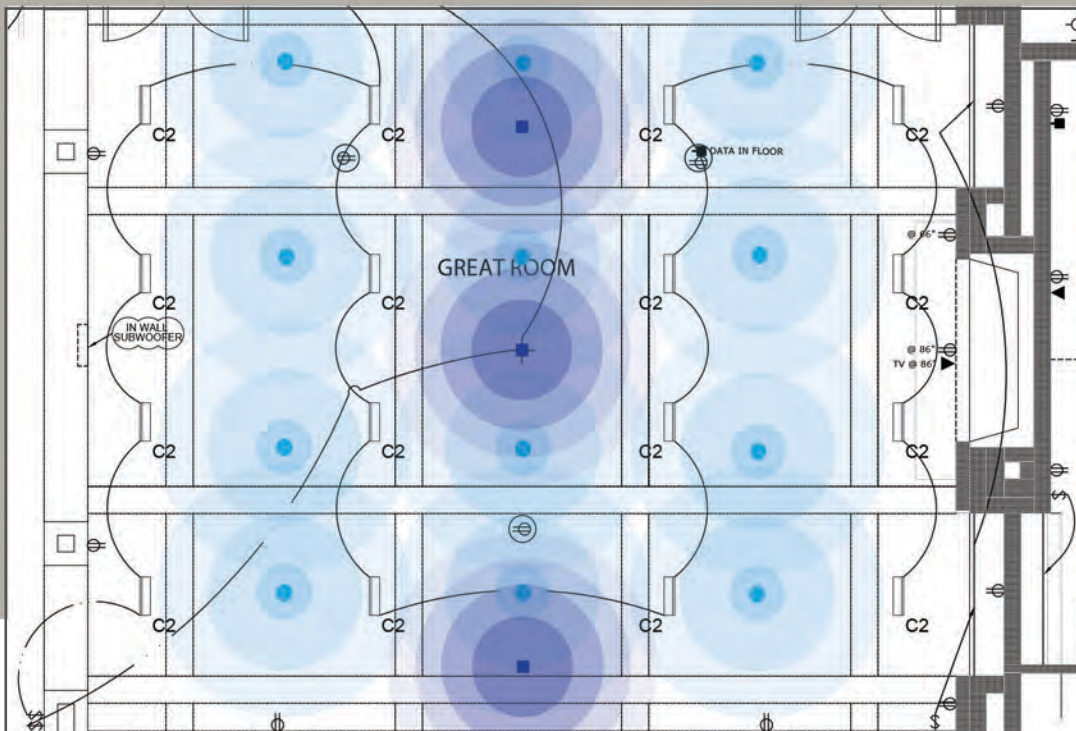 C2 C2 C2 C2
DATA IN FLOOR
@ 66"
GREAT ROOM
C2 C2 C2 C2
IN WALL
SUBWOOFER
@ 86"
TV @ 86"
C2 C2 C2 C2
$
C2 C2 C2 C2
$ $